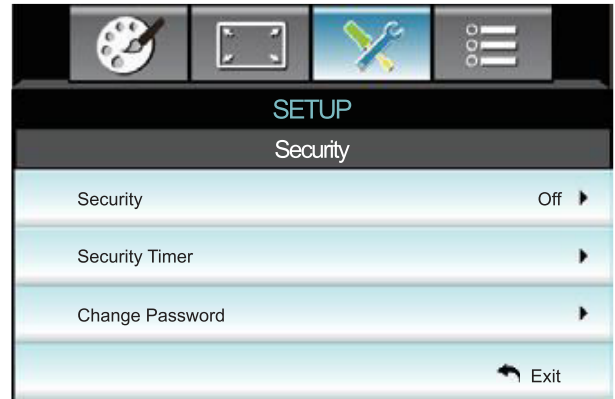 SETUP
Security
Security Off
Security Timer
Change Password
Exit